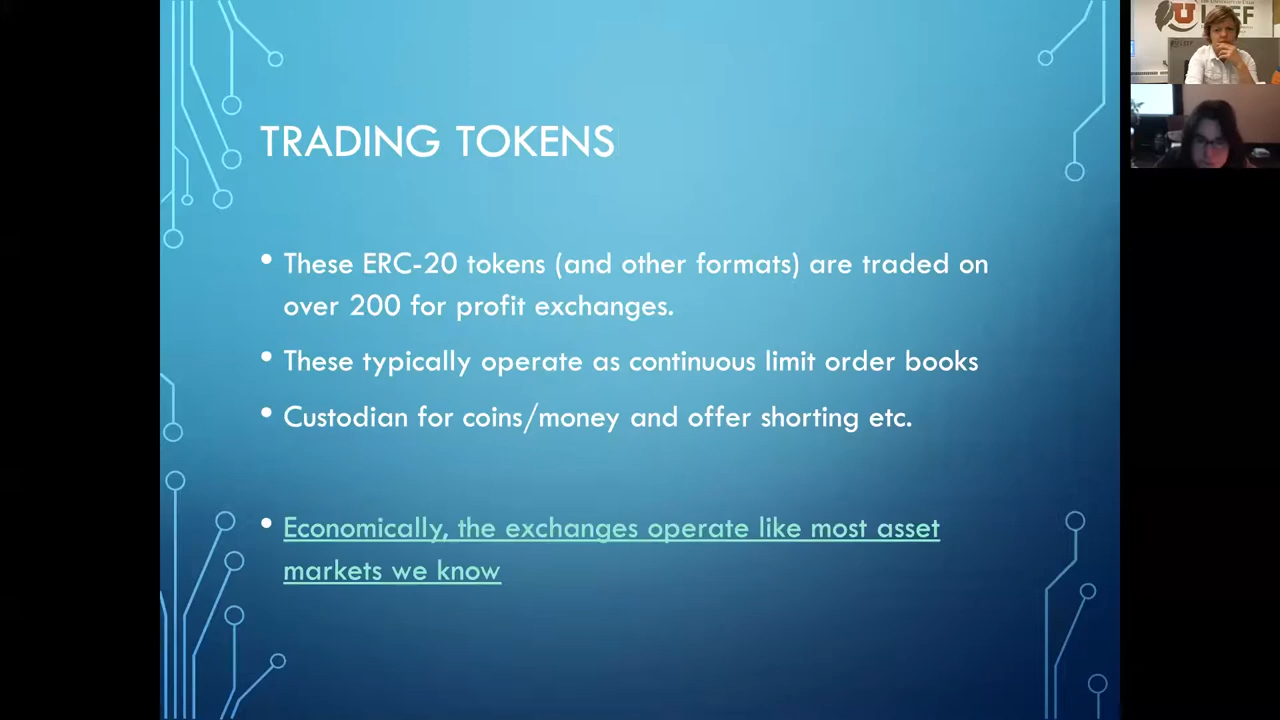 TRADING TOKENS
• These ERC-20 tokens (and other formats) are traded on
over 200 for profit exchanges.
• These typically operate as continuous limit order books
• Custodian for coins/money and offer shorting etc.
• Economically, the exchanges operate like most asset
markets we know
U